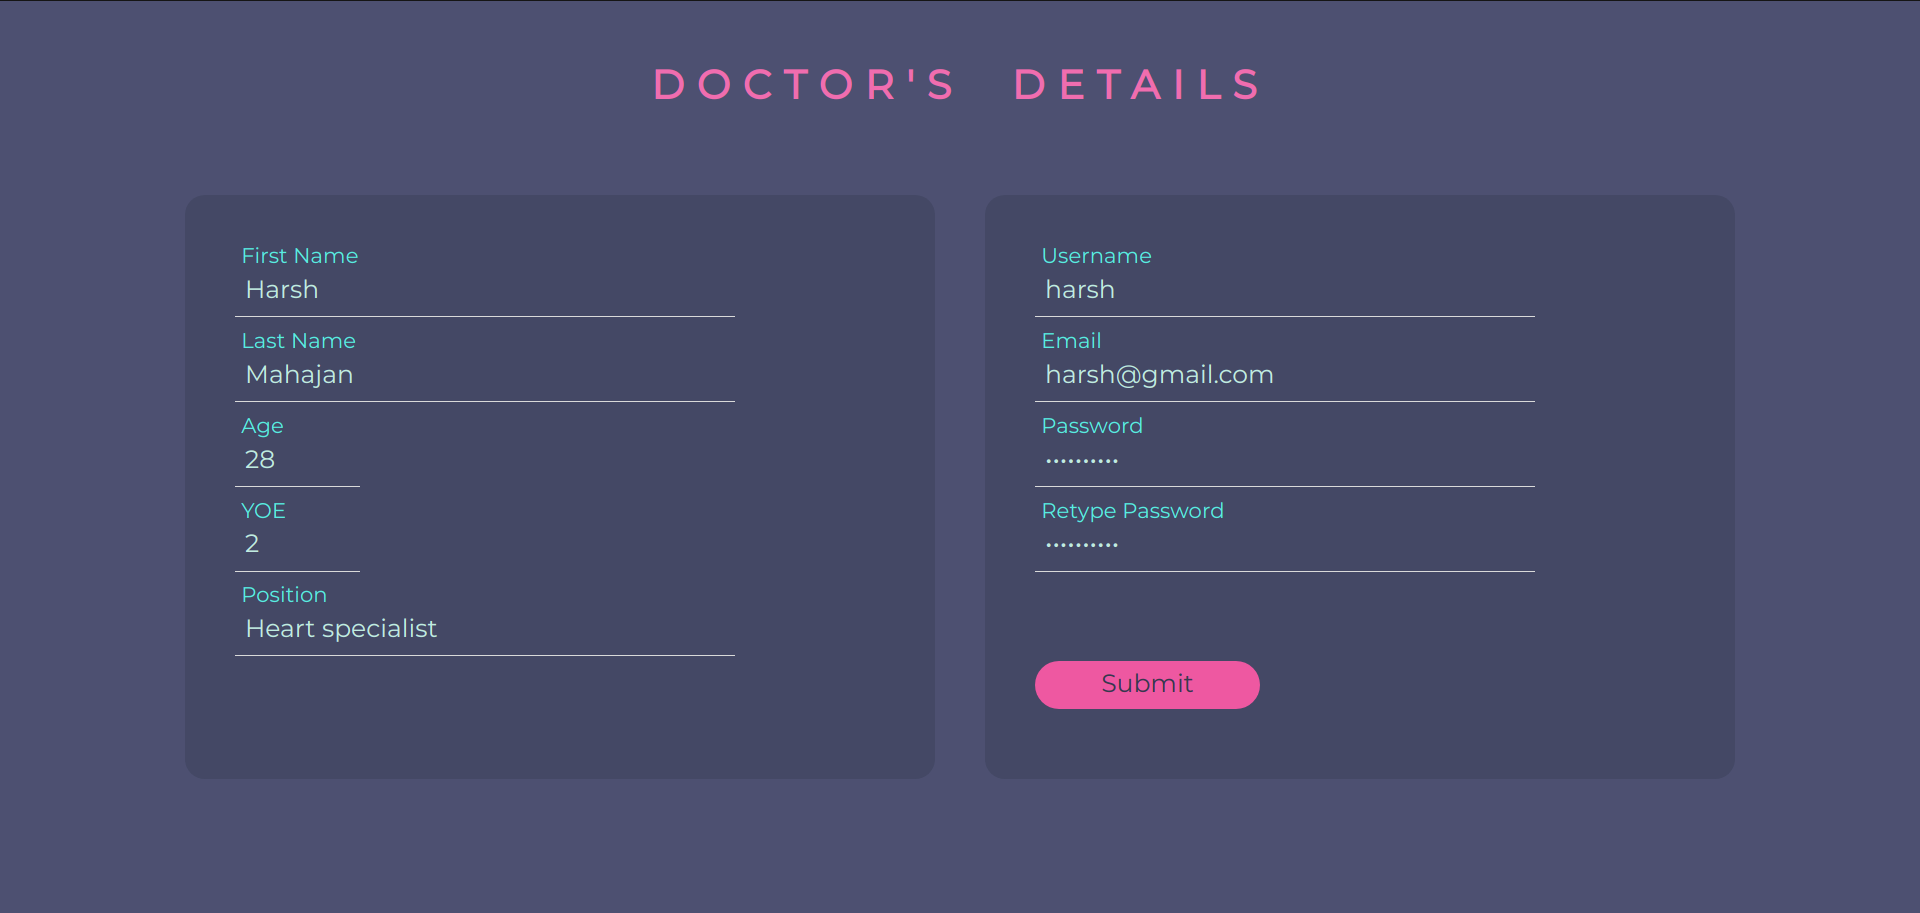 DOCTOR'S DETAILS
First Name
Harsh
Last Name
Mahajan
Age
28
YOE
2
Position
Heart specialist
Username
harsh
Email
harsh@gmail.com
Password
••••••••••
Retype Password
••••••••••
Submit